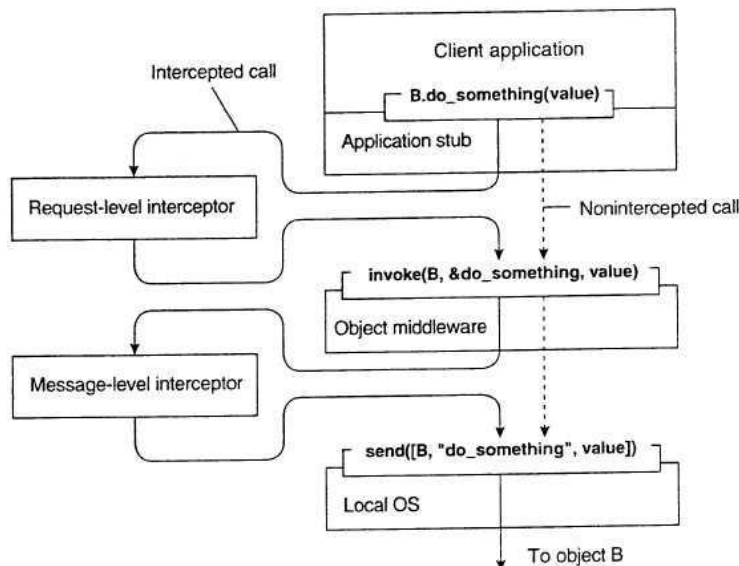 Client application
Intercepted call
B.do_something(value)
Application stub
Request-level interceptor
Nonintercepted call
invoke(B, &do_something, value)
Object middleware
Message-level interceptor
send([B, "do_something", value])
Local OS
To object B